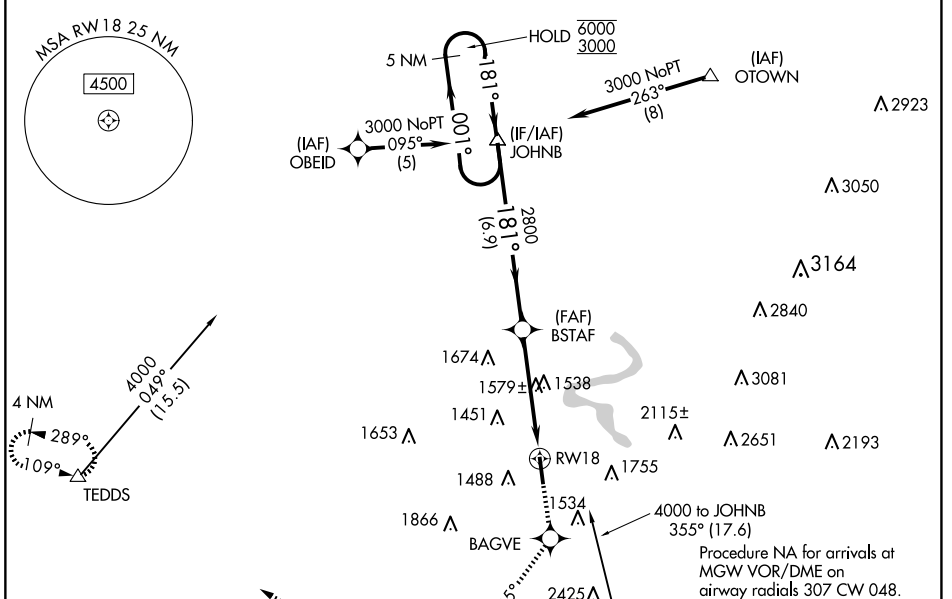 MSA RW18 25 NM
4500
5 NM
HOLD 6000
3000
181°
001°
3000 NoPT
263°
(8)
(IAF)
OTOWN
2923
(IAF)
OBEID
3000 NoPT
095°
(5)
(IF/IAF)
JOHNB
3050
2800
181°
(6.9)
3164
2840
(FAF)
BSTAF
1674
1579±
1538
3081
4000
049°
(15.5)
4 NM
289°
109°
TEDDS
1451
1653
2115±
2651
2193
RW18
1488
1755
1534
1866
BAGVE
4000 to JOHNB
355° (17.6)
Procedure NA for arrivals at
MGW VOR/DME on
airway radials 307 CW 048.
5°
2425